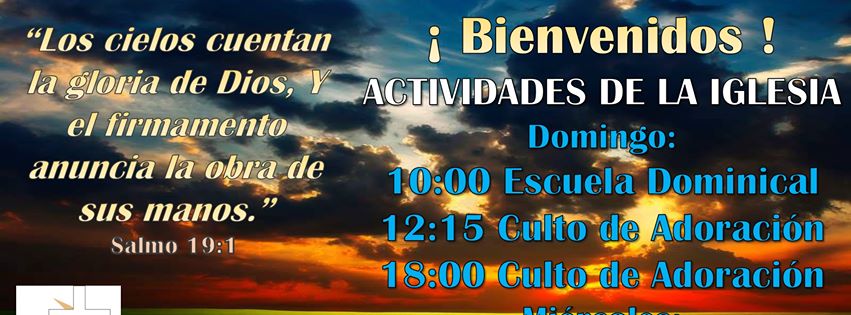 “Los cielos cuentan
la gloria de Dios, Y
el firmamento
anuncia la obra de
sus manos.”
Salmo 19:1
¡ Bienvenidos !
ACTIVIDADES DE LA IGLESIA
Domingo:
10:00 Escuela Dominical
12:15 Culto de Adoración
18:00 Culto de Adoración
Miércoles: